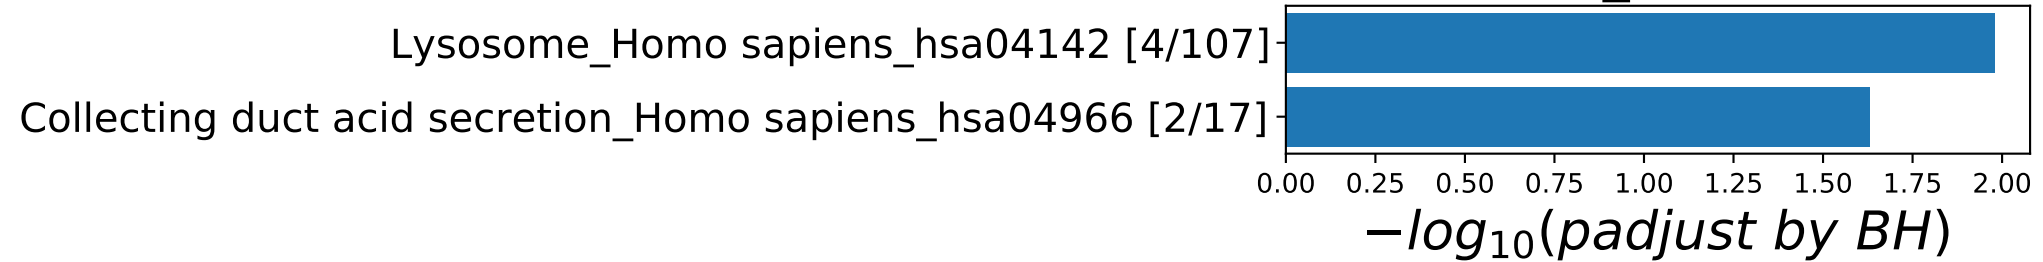 Lysosome_Homo sapiens_hsa04142 [4/107]
Collecting duct acid secretion_Homo sapiens_hsa04966 [2/17]
0.00 0.25 0.50 0.75 1.00 1.25 1.50 1.75 2.00
−log₁₀(padjust by BH)